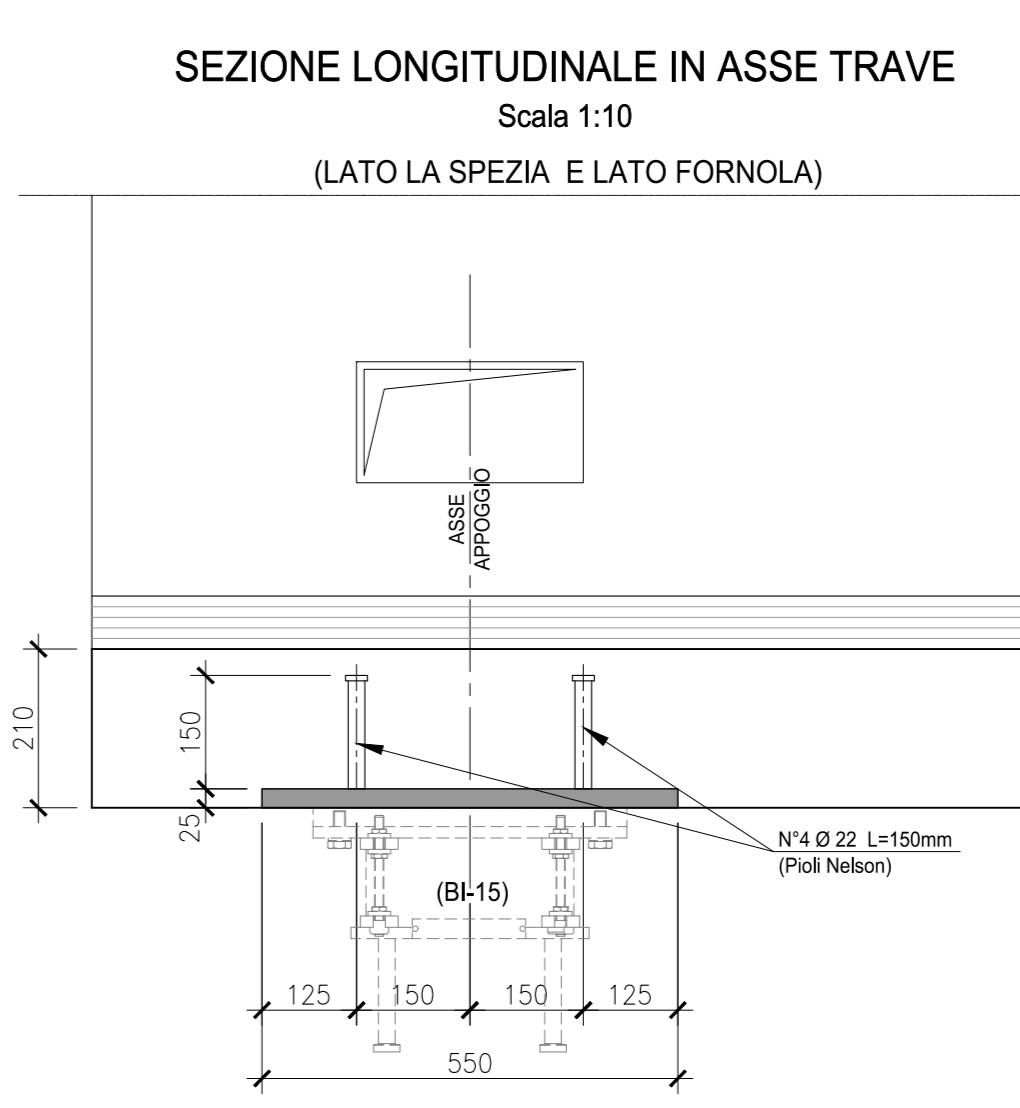 SEZIONE LONGITUDINALE IN ASSE TRAVE
Scala 1:10
(LATO LA SPEZIA E LATO FORNOLA)
ASSE
APPOGGIO
210
150
25
N°4 Ø 22 L=150mm
(Pioli Nelson)
(BI-15)
125
150
150
125
550